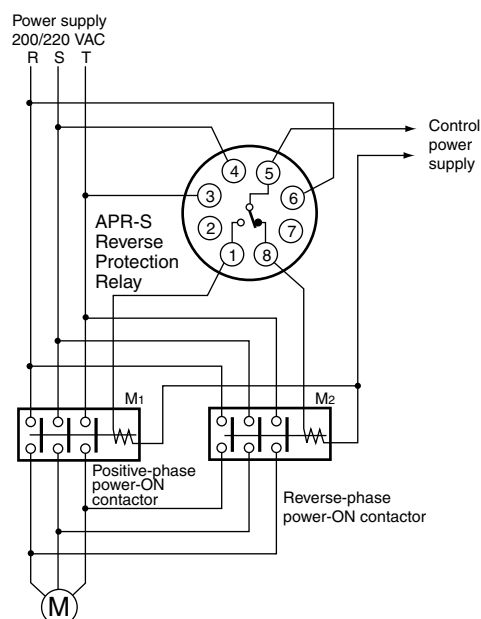 Power supply
200/220 VAC
R S T
Control
power
supply
4 5
3 6
2 7
1 8
APR-S
Reverse
Protection
Relay
M1
M2
Positive-phase
power-ON
contactor
Reverse-phase
power-ON contactor
M